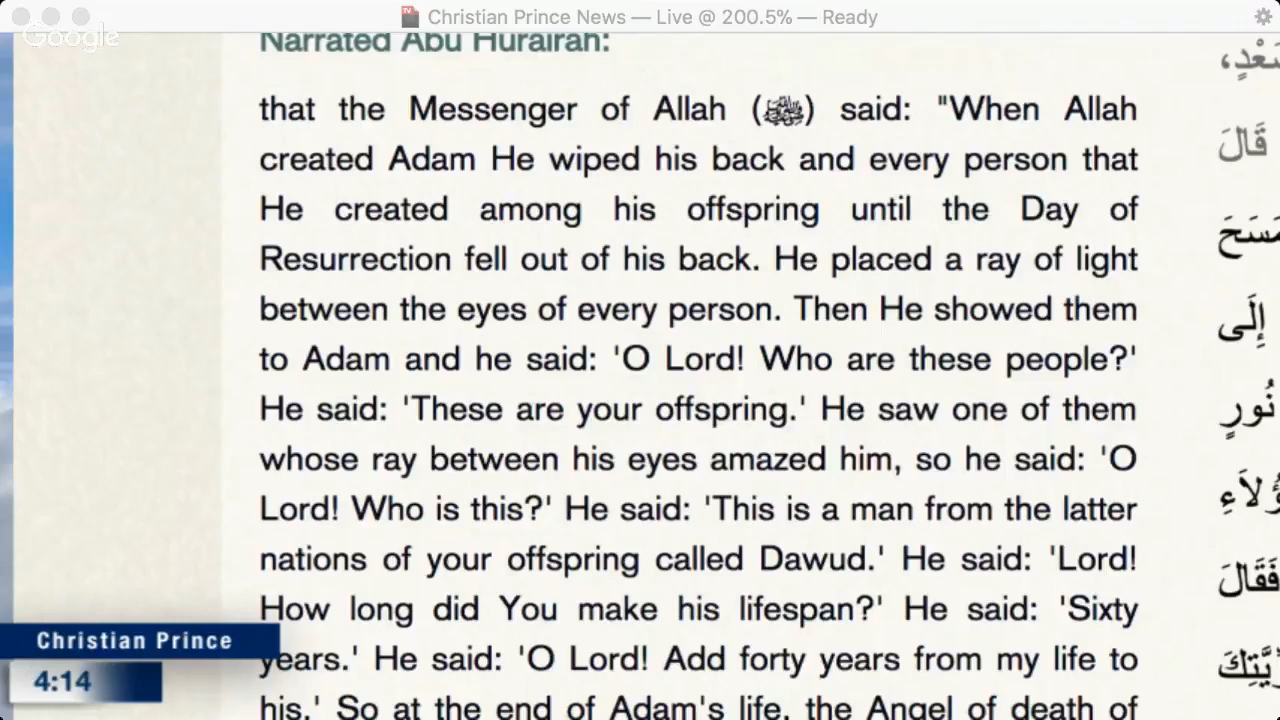 Christian Prince News — Live @ 200.5% — Ready
Google
Narrated Abu Hurairah:
that the Messenger of Allah (ﷺ) said: "When Allah
created Adam He wiped his back and every person that
He created among his offspring until the Day of
Resurrection fell out of his back. He placed a ray of light
between the eyes of every person. Then He showed them
to Adam and he said: 'O Lord! Who are these people?'
He said: 'These are your offspring.' He saw one of them
whose ray between his eyes amazed him, so he said: 'O
Lord! Who is this?' He said: 'This is a man from the latter
nations of your offspring called Dawud.' He said: 'Lord!
How long did You make his lifespan?' He said: 'Sixty
years.' He said: 'O Lord! Add forty years from my life to
his.' So at the end of Adam's life, the Angel of death of
قَالَ
إِلَى
نُورٍ
فَقَالَ
Christian Prince
4:14